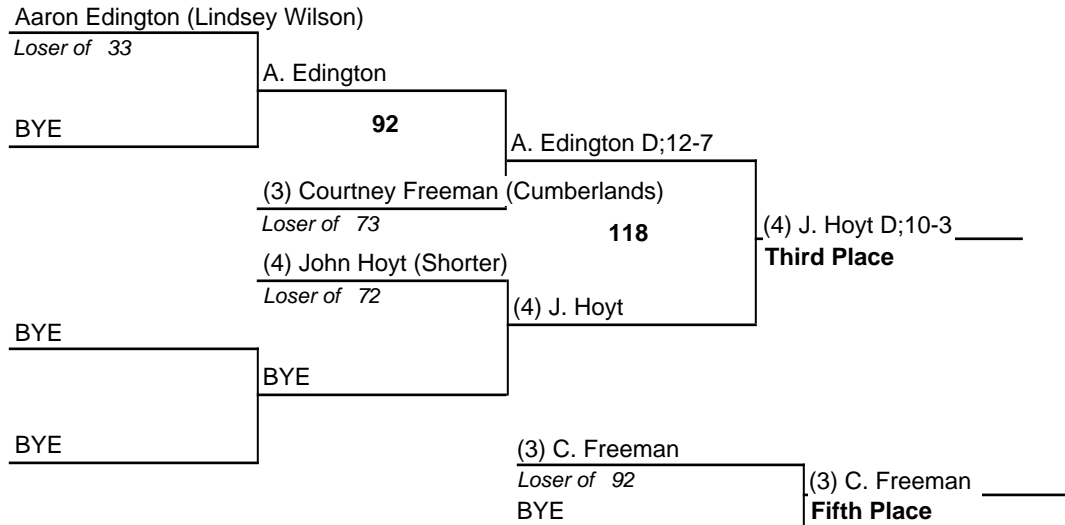 Aaron Edington (Lindsey Wilson)
Loser of 33
A. Edington
BYE
92
A. Edington D;12-7
(3) Courtney Freeman (Cumberlands)
Loser of 73
118
(4) J. Hoyt D;10-3
Third Place
(4) John Hoyt (Shorter)
Loser of 72
(4) J. Hoyt
BYE
BYE
BYE
(3) C. Freeman
Loser of 92
(3) C. Freeman
BYE
Fifth Place